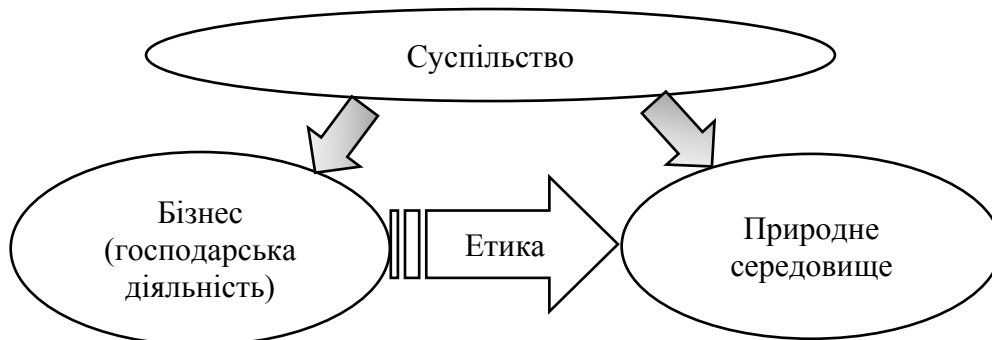 Суспільство
Бізнес
(господарська
діяльність)
Етика
Природне
середовище